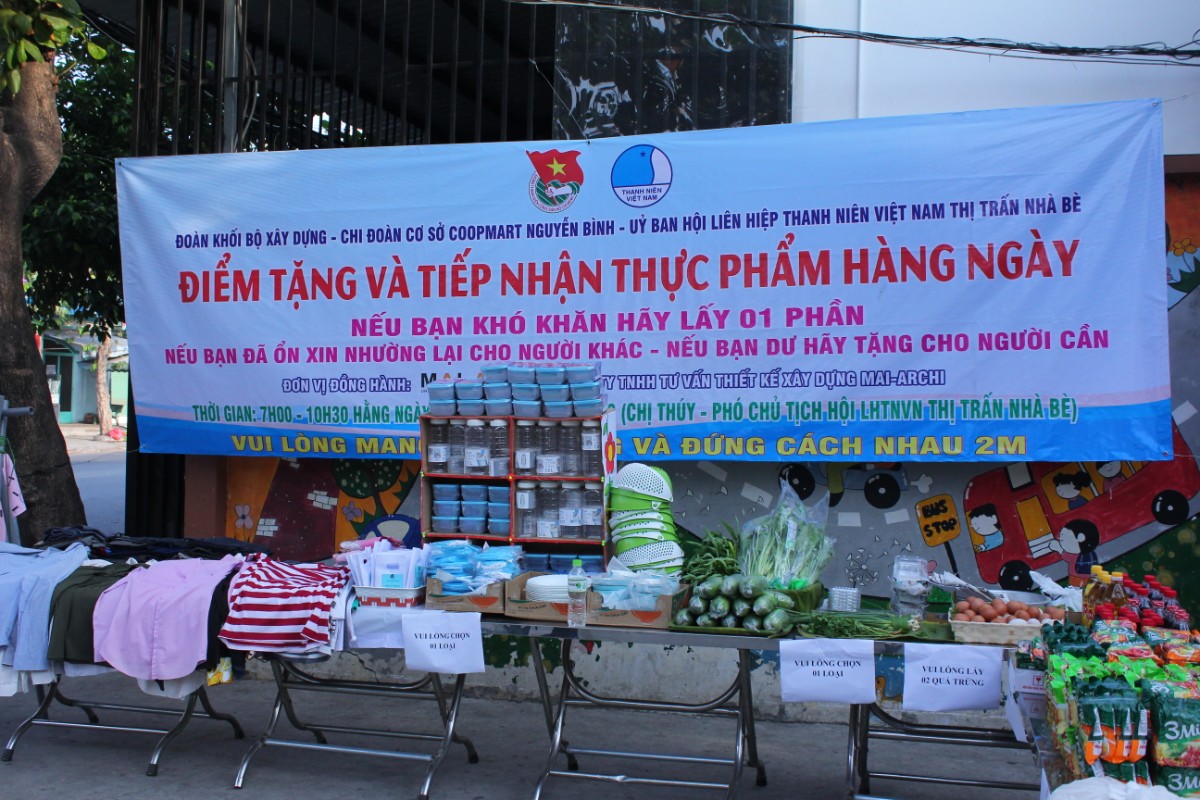 THANH NIÊN
VIỆT NAM
ĐOÀN KHỐI BỘ XÂY DỰNG - CHI ĐOÀN CƠ SỞ COOPMART NGUYỄN BÌNH - UỶ BAN HỘI LIÊN HIỆP THANH NIÊN VIỆT NAM THỊ TRẤN NHÀ BÈ
ĐIỂM TẶNG VÀ TIẾP NHẬN THỰC PHẨM HÀNG NGÀY
NẾU BẠN KHÓ KHĂN HÃY LẤY 01 PHẦN
NẾU BẠN ĐÃ ỔN XIN NHƯỜNG LẠI CHO NGƯỜI KHÁC - NẾU BẠN DƯ HÃY TẶNG CHO NGƯỜI CẦN
ĐƠN VỊ ĐỒNG HÀNH: TNHH TƯ VẤN THIẾT KẾ XÂY DỰNG MAI-ARCHI
THỜI GIAN: 7H00 - 10H30 HẰNG NGÀY (CHỊ THÚY - PHÓ CHỦ TỊCH HỘI LHTNVN THỊ TRẤN NHÀ BÈ)
VUI LÒNG MANG VÀ ĐỨNG CÁCH NHAU 2M
BUS
STOP
VUI LÒNG CHỌN
01 LOẠI
VUI LÒNG CHỌN
01 LOẠI
VUI LÒNG LẤY
02 QUẢ TRỨNG